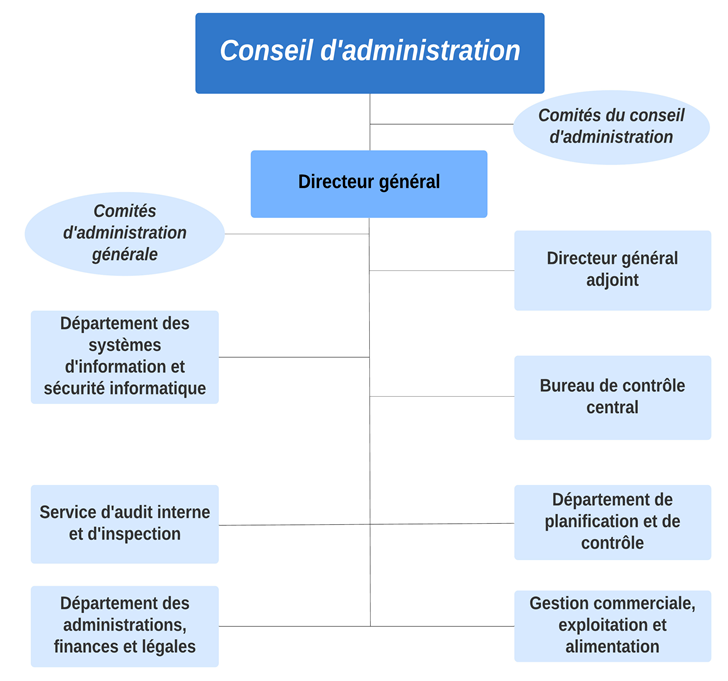 Conseil d'administration
Comités du conseil
d'administration
Directeur général
Comités
d'administration
générale
Directeur général
adjoint
Département des
systèmes
d'information et
sécurité informatique
Bureau de contrôle
central
Service d'audit interne
et d'inspection
Département de
planification et de
contrôle
Département des
administrations,
finances et légales
Gestion commerciale,
exploitation et
alimentation